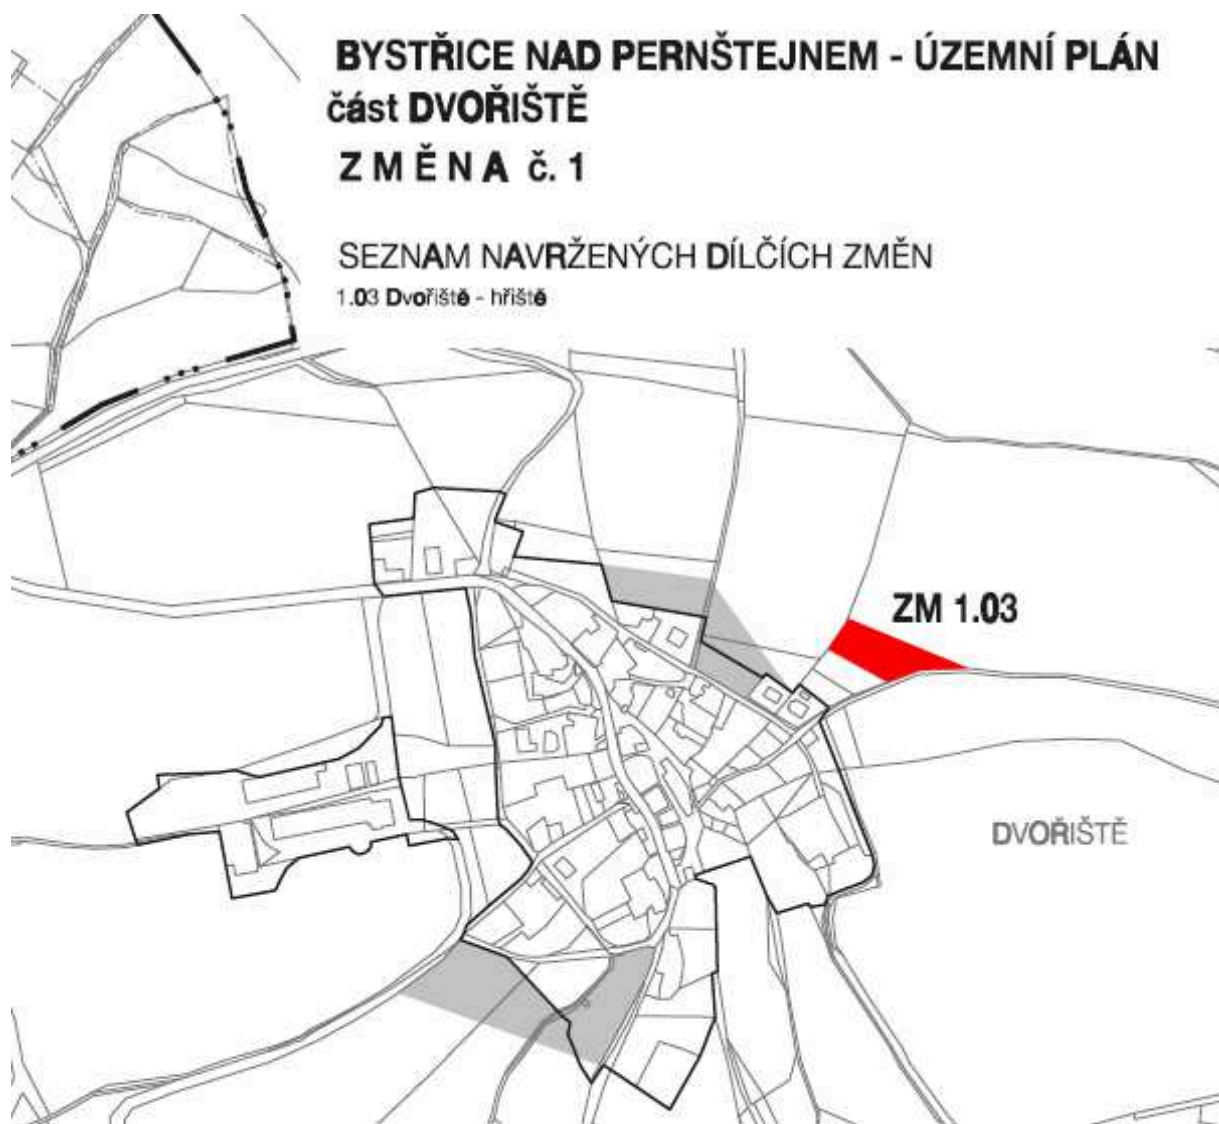 BYSTŘICE NAD PERNŠTEJNEM - ÚZEMNÍ PLÁN
část DVOŘIŠTĚ
ZMĚNA č. 1
SEZNAM NAVRŽENÝCH DÍLČÍCH ZMĚN
1.03 Dvořiště - hřiště
ZM 1.03
DVOŘIŠTĚ